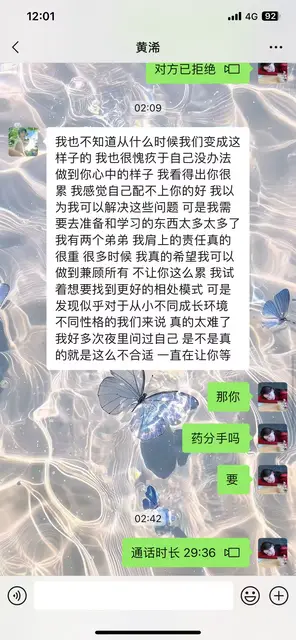 12:01
4G
92
黄浠
对方已拒绝
02:09
我也不知道从什么时候我们变成这
样子的 我也很愧疚于自己没办法
做到你心中的样子 我看得出你很
累 我感觉自己配不上你的好 我以
为我可以解决这些问题 可是我需
要去准备和学习的东西太多太多了
我有两个弟弟 我肩上的责任真的
很重 很多时候 我真的希望我可以
做到兼顾所有 不让你这么累 我试
着想要找到更好的相处模式 可是
发现似乎对于从小不同成长环境
不同性格的我们来说 真的太难了
我好多次夜里问过自己 是不是真
的就是这么不合适 一直在让你等
那你
药分手吗
要
02:42
通话时长 29:36